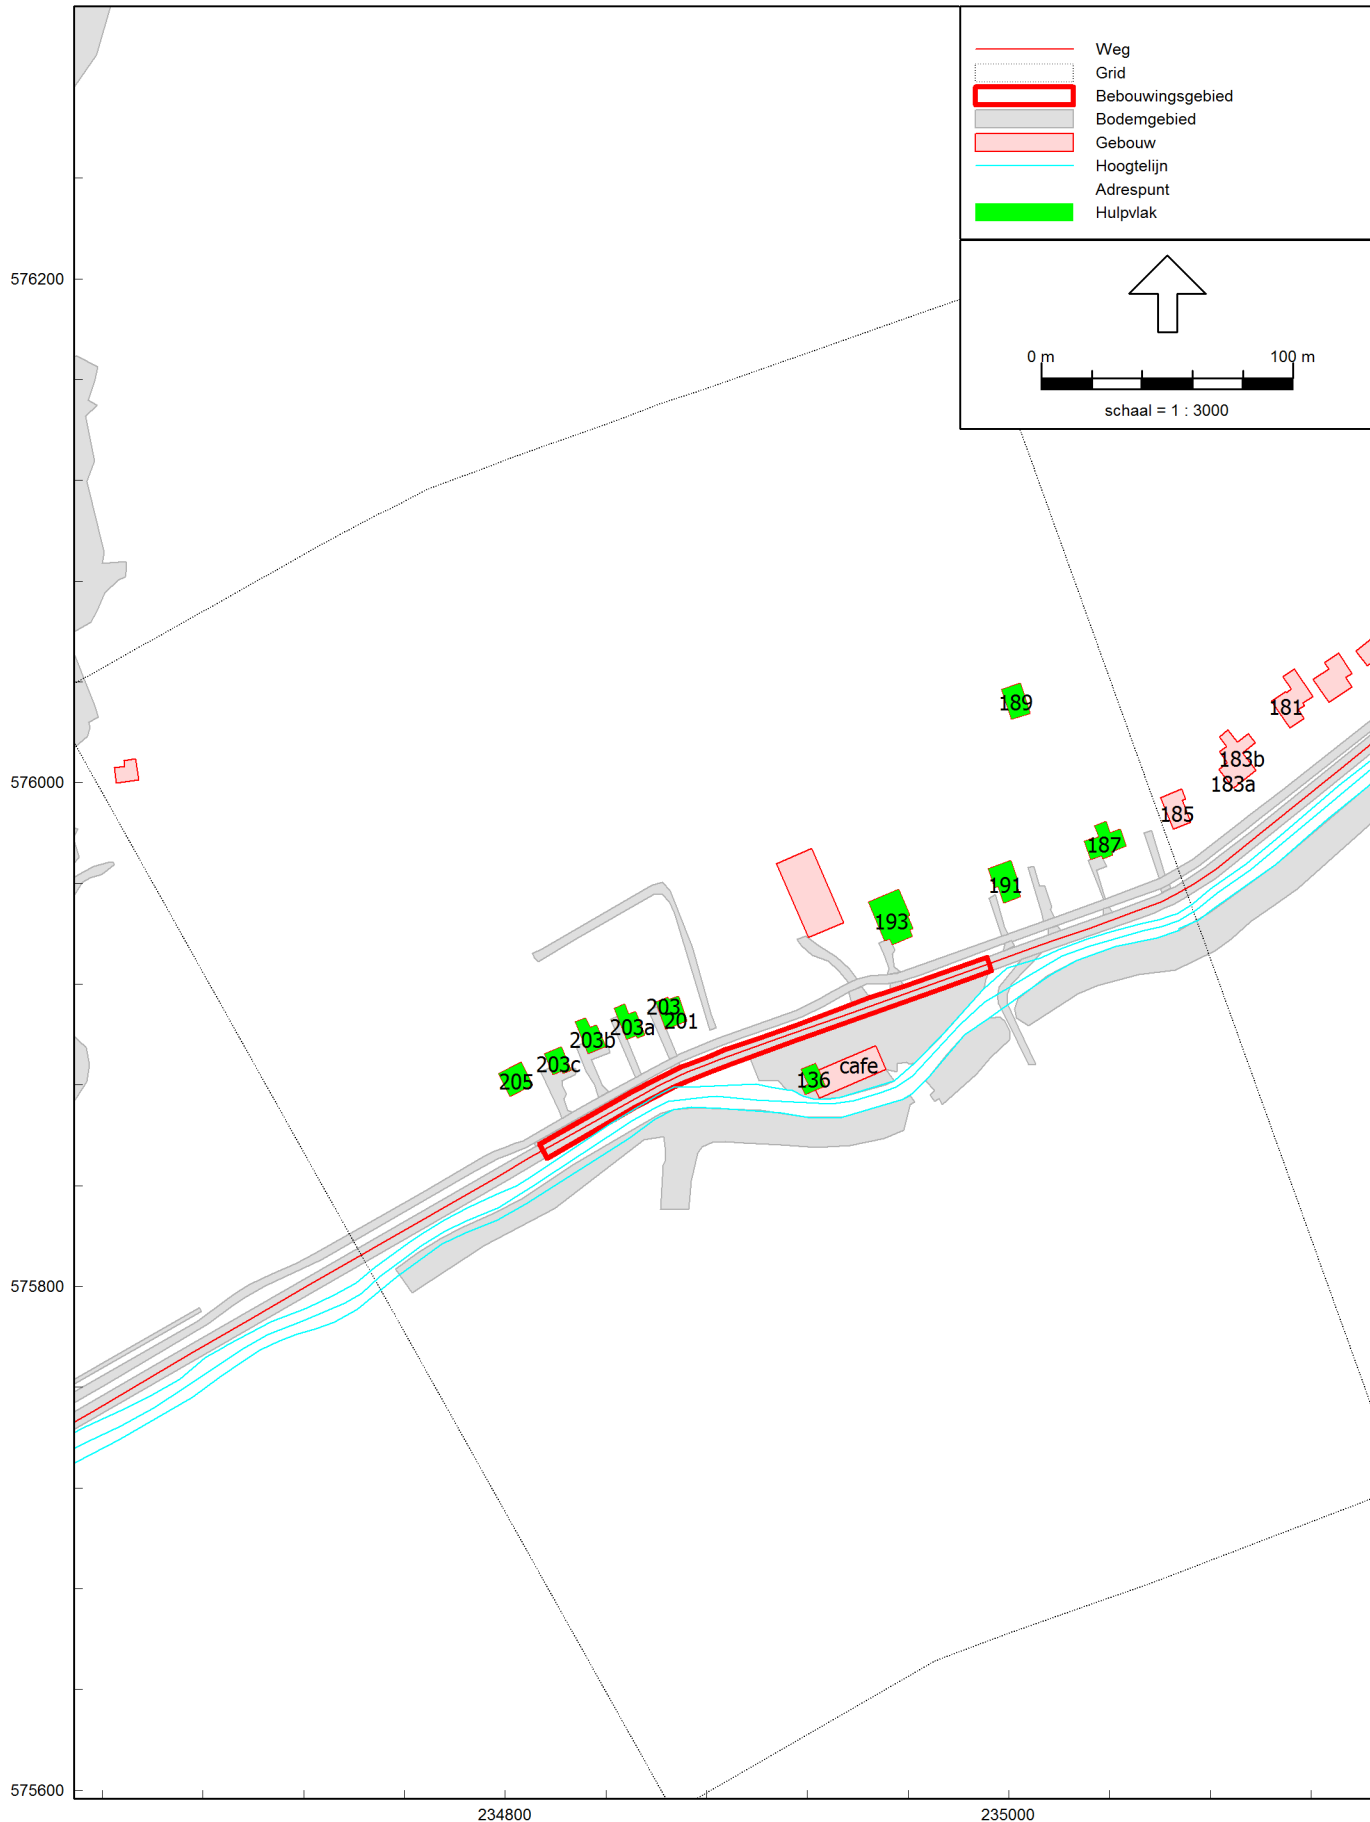 Weg
Grid
Bebouwingsgebied
Bodemgebied
Gebouw
Hoogtelijn
Adrespunt
Hulpvlak
0 m 100 m
schaal = 1 : 3000
576200
189
181
183b
183a
576000
185
187
191
193
203
201
203a
203b
203c
205
cafe
136
575800
575600
234800 235000